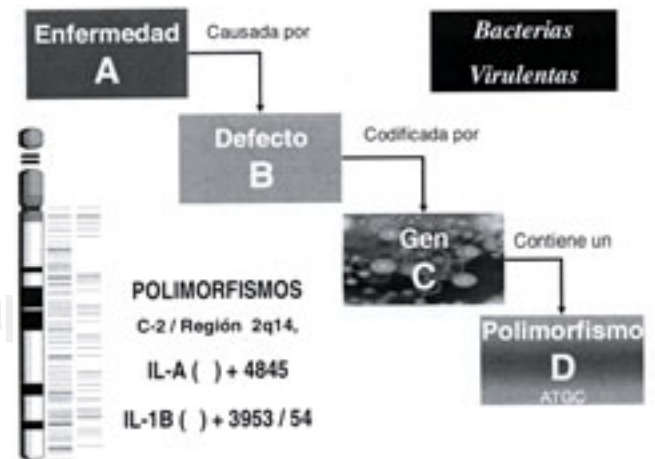 Enfermedad
A
Causada por
Bacterias
Virulentas
Defecto
B
Codificada por
Gen
C
Contiene un
Polimorfismo
D
ATGC
POLIMORFISMOS
C-2 / Región 2q14,
IL-A ( ) + 4845
IL-1B ( ) + 3953 / 54